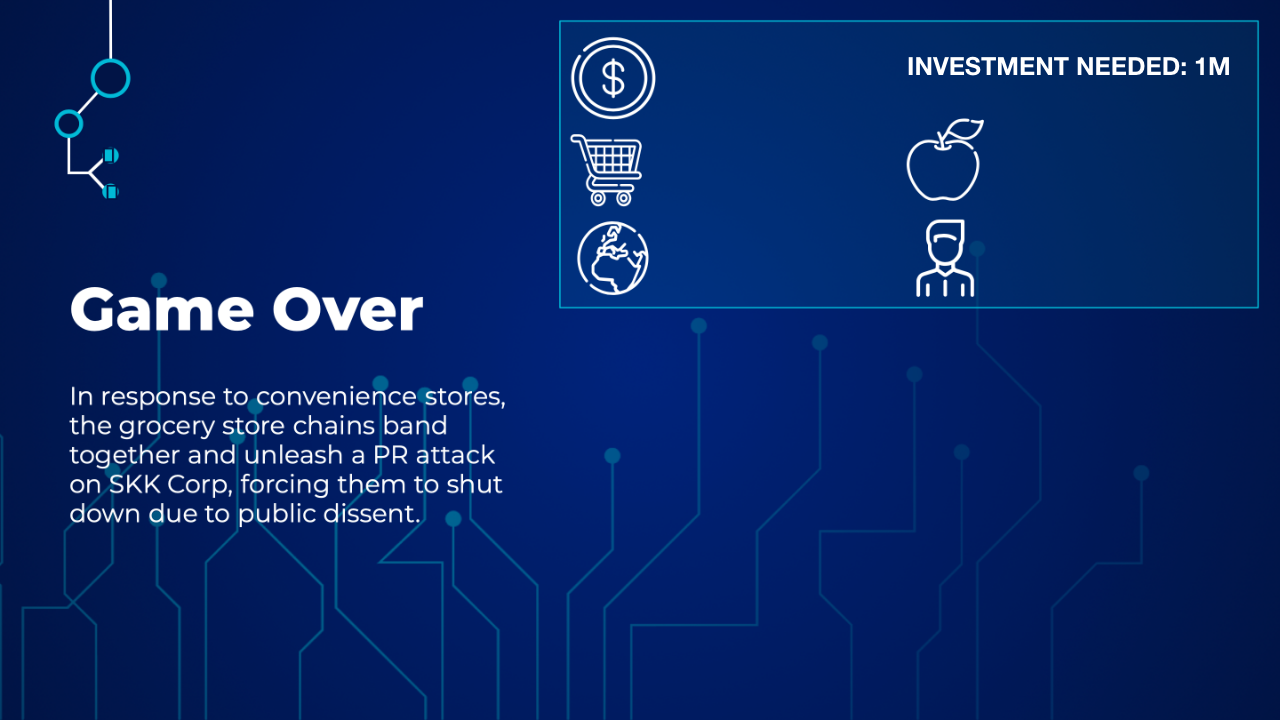 INVESTMENT NEEDED: 1M
Game Over
In response to convenience stores,
the grocery store chains band
together and unleash a PR attack
on SKK Corp, forcing them to shut
down due to public dissent.